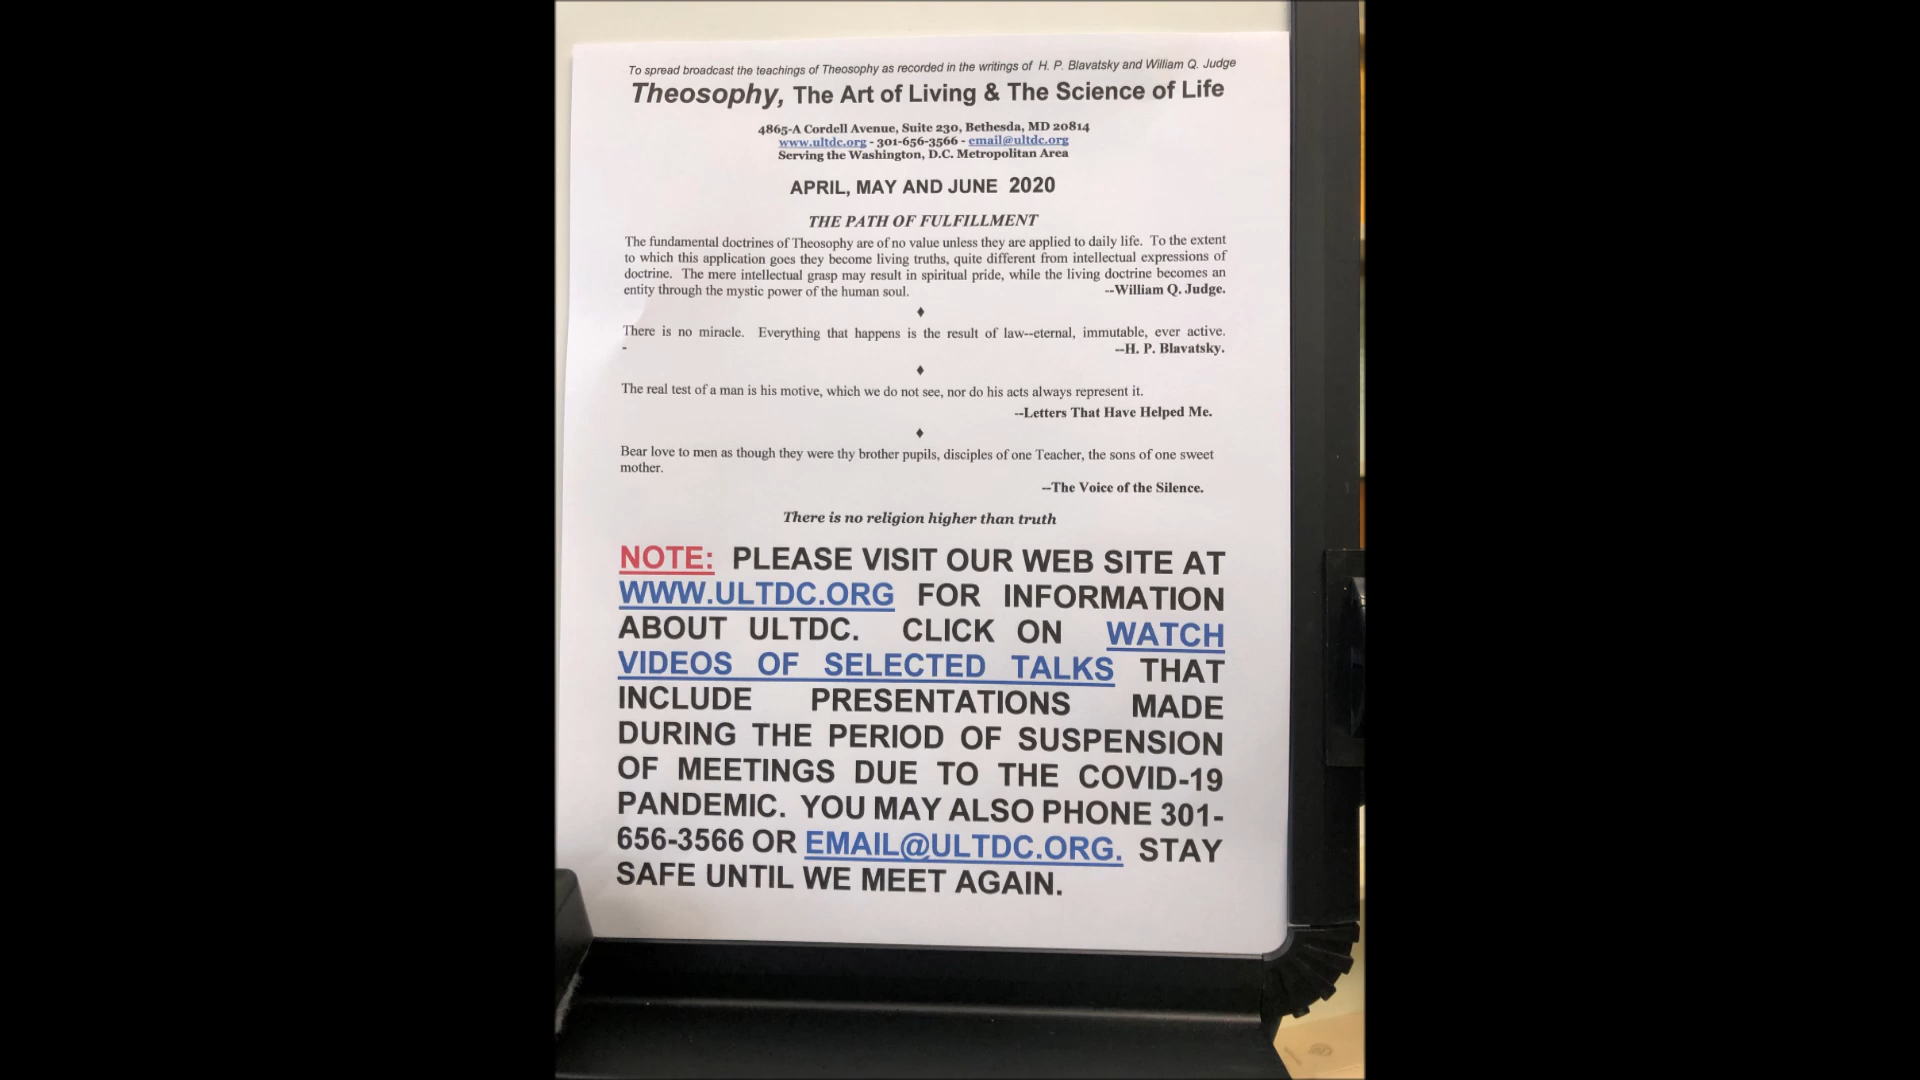 To spread broadcast the teachings of Theosophy as recorded in the writings of H. P. Blavatsky and William Q. Judge
Theosophy, The Art of Living & The Science of Life
4865-A Cordell Avenue, Suite 230, Bethesda, MD 20814
www.ultdc.org - 301-656-3566 - email@ultdc.org
Serving the Washington, D.C. Metropolitan Area
APRIL, MAY AND JUNE 2020
THE PATH OF FULFILLMENT
The fundamental doctrines of Theosophy are of no value unless they are applied to daily life. To the extent
to which this application goes they become living truths, quite different from intellectual expressions of
doctrine. The mere intellectual grasp may result in spiritual pride, while the living doctrine becomes an
entity through the mystic power of the human soul. --William Q. Judge.
♦
There is no miracle. Everything that happens is the result of law--eternal, immutable, ever active.
- --H. P. Blavatsky.
♦
The real test of a man is his motive, which we do not see, nor do his acts always represent it.
--Letters That Have Helped Me.
♦
Bear love to men as though they were thy brother pupils, disciples of one Teacher, the sons of one sweet
mother.
--The Voice of the Silence.
There is no religion higher than truth
NOTE: PLEASE VISIT OUR WEB SITE AT
WWW.ULTDC.ORG FOR INFORMATION
ABOUT ULTDC. CLICK ON WATCH
VIDEOS OF SELECTED TALKS THAT
INCLUDE PRESENTATIONS MADE
DURING THE PERIOD OF SUSPENSION
OF MEETINGS DUE TO THE COVID-19
PANDEMIC. YOU MAY ALSO PHONE 301-
656-3566 OR EMAIL@ULTDC.ORG. STAY
SAFE UNTIL WE MEET AGAIN.